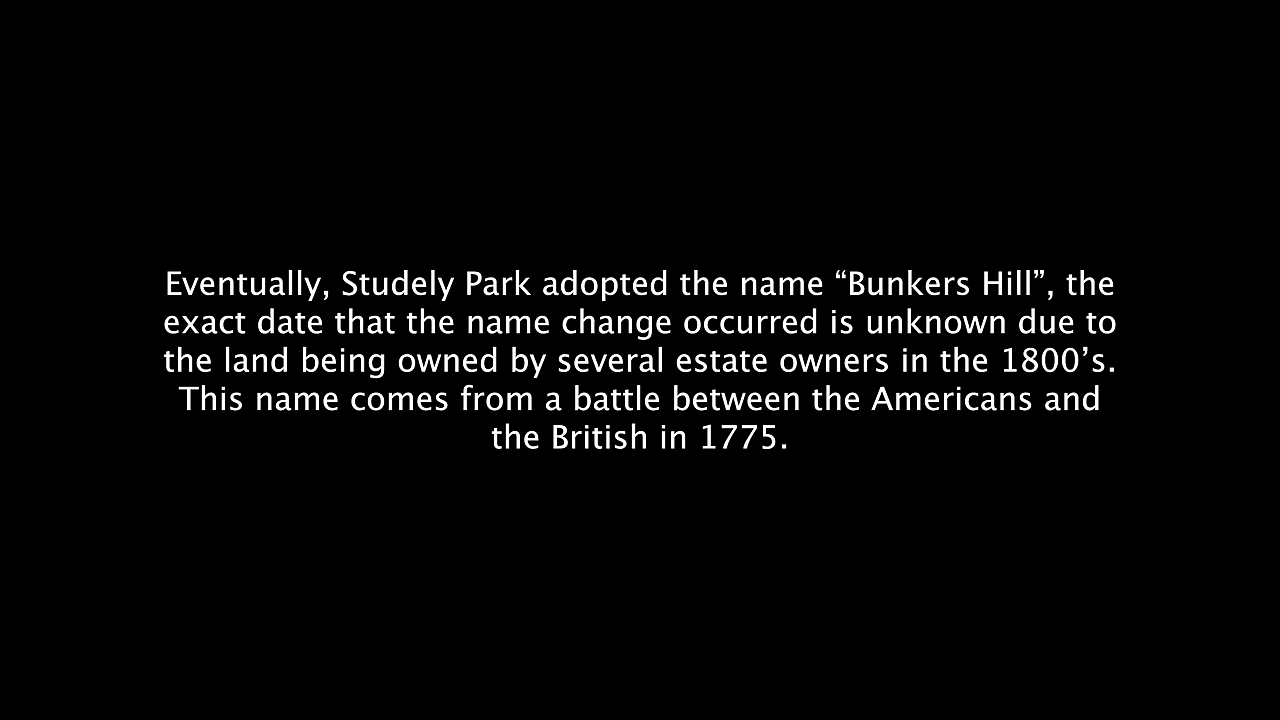 Eventually, Studely Park adopted the name “Bunkers Hill”, the
exact date that the name change occurred is unknown due to
the land being owned by several estate owners in the 1800’s.
This name comes from a battle between the Americans and
the British in 1775.